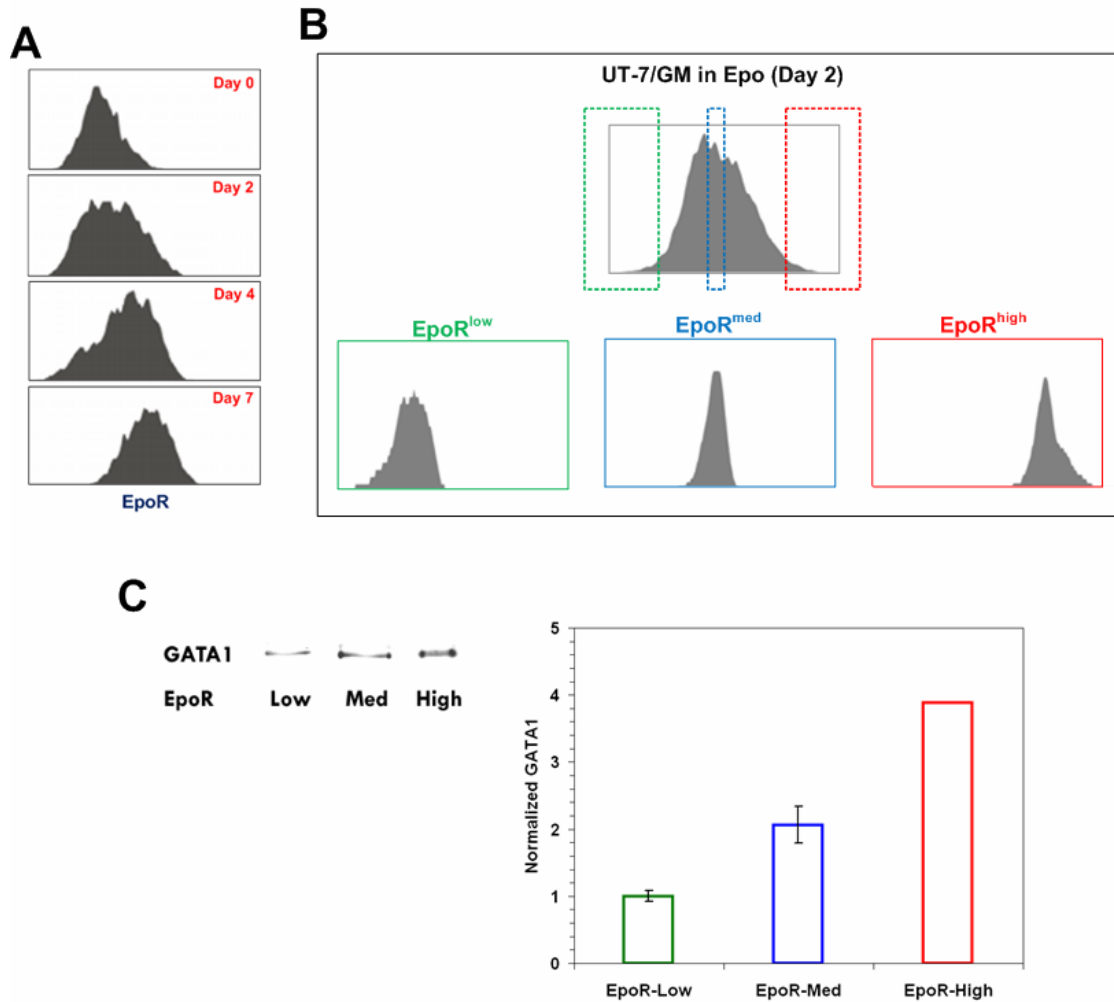 A
Day 0
Day 2
Day 4
Day 7
EpoR
B
UT-7/GM in Epo (Day 2)
EpoRlow
EpoRmed
EpoRhigh
C
GATA1
EpoR Low Med High
Normalized GATA1
5
4
3
2
1
0
EpoR-Low EpoR-Med EpoR-High